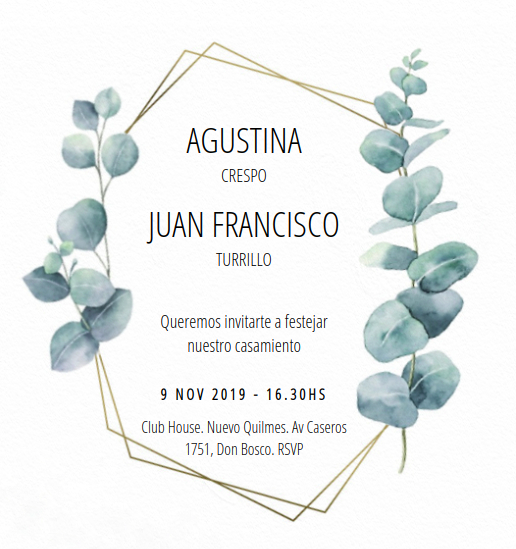 AGUSTINA
CRESPO
JUAN FRANCISCO
TURRILLO
Queremos invitarte a festejar
nuestro casamiento
9 NOV 2019 - 16.30HS
Club House. Nuevo Quilmes. Av Caseros
1751, Don Bosco. RSVP